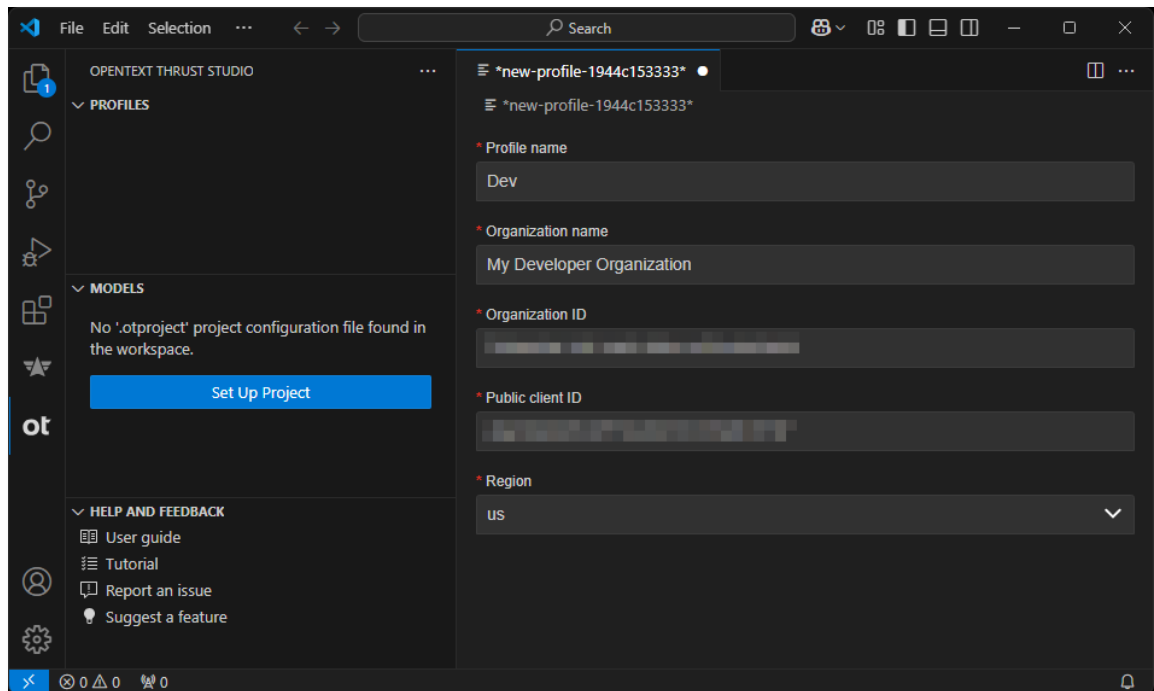 File Edit Selection ··· Search
OPENTEXT THRUST STUDIO ···
PROFILES
MODELS
No '.otproject' project configuration file found in
the workspace.
Set Up Project
HELP AND FEEDBACK
User guide
Tutorial
Report an issue
Suggest a feature
1
ot
0 0 0
*new-profile-1944c153333*
*new-profile-1944c153333*
* Profile name
Dev
* Organization name
My Developer Organization
* Organization ID
* Public client ID
* Region
us